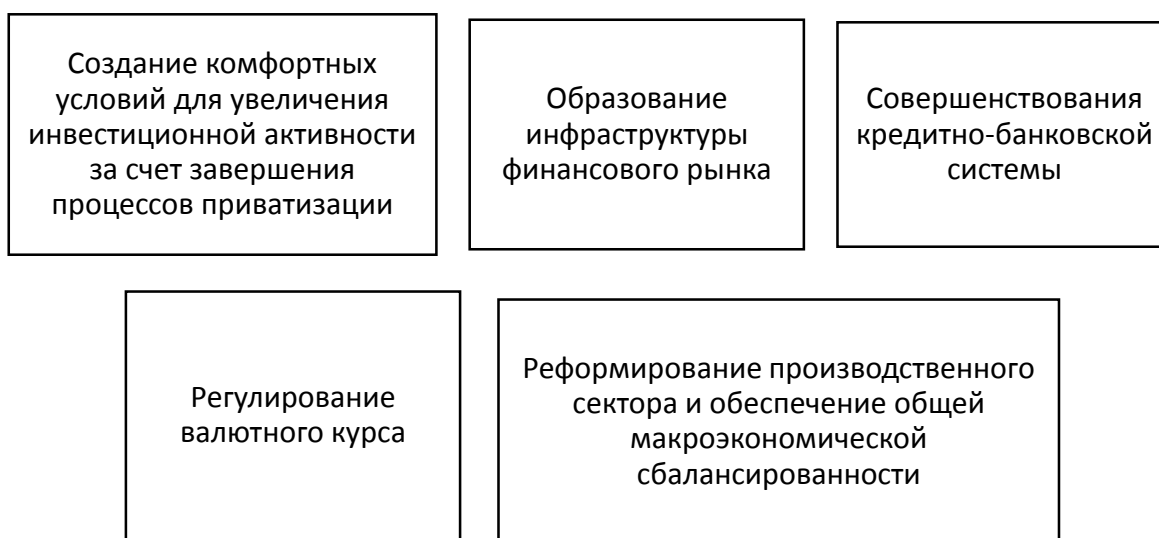 Создание комфортных
условий для увеличения
инвестиционной активности
за счет завершения
процессов приватизации
Образование
инфраструктуры
финансового рынка
Совершенствования
кредитно-банковской
системы
Регулирование
валютного курса
Реформирование производственного
сектора и обеспечение общей
макроэкономической
сбалансированности